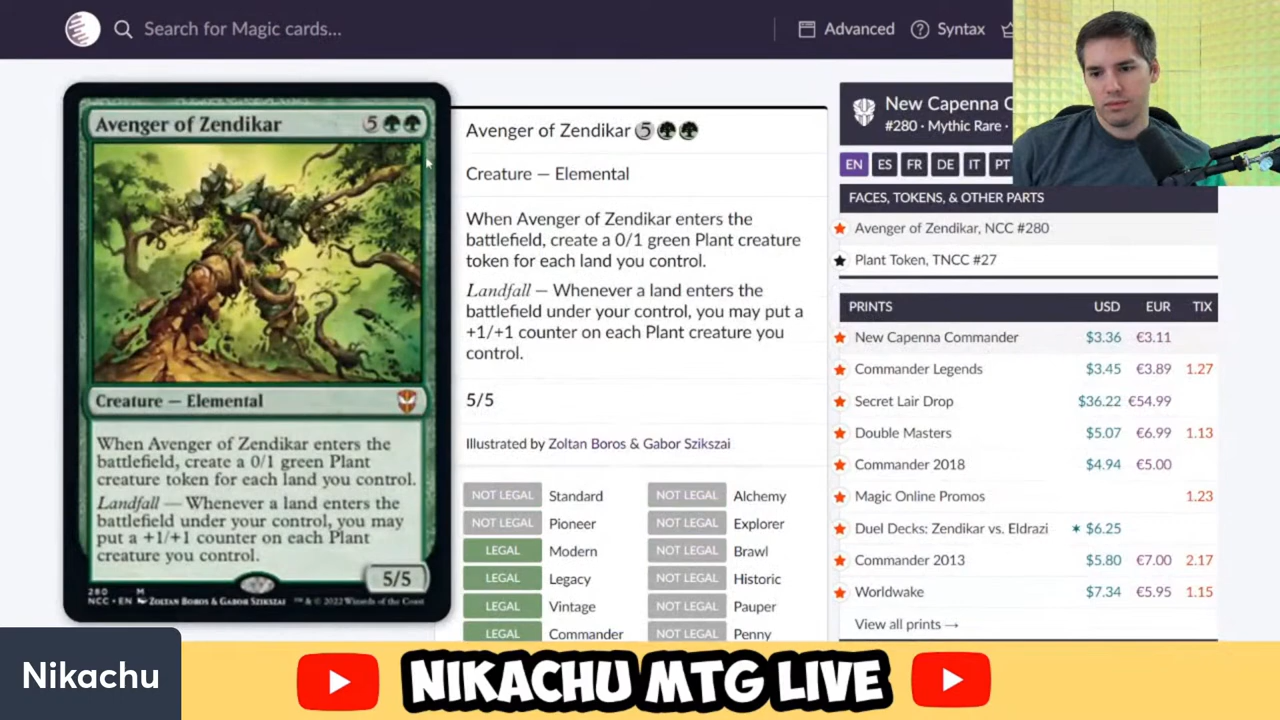 Search for Magic cards...
Advanced
Syntax
Avenger of Zendikar 5
Creature — Elemental
When Avenger of Zendikar enters the
battlefield, create a 0/1 green Plant
creature token for each land you control.
Landfall — Whenever a land enters the
battlefield under your control, you may
put a +1/+1 counter on each Plant
creature you control.
5/5
280 M
NCC • EN ZOLTAN BOROS & GABOR SZIKSZAI ™ & © 2022 Wizards of the Coast
Avenger of Zendikar 5
Creature — Elemental
When Avenger of Zendikar enters the
battlefield, create a 0/1 green Plant creature
token for each land you control.
Landfall — Whenever a land enters the
battlefield under your control, you may put a
+1/+1 counter on each Plant creature you
control.
5/5
Illustrated by Zoltan Boros & Gabor Szikszai
NOT LEGAL Standard NOT LEGAL Alchemy
NOT LEGAL Pioneer NOT LEGAL Explorer
LEGAL Modern NOT LEGAL Brawl
LEGAL Legacy NOT LEGAL Historic
LEGAL Vintage NOT LEGAL Pauper
LEGAL Commander NOT LEGAL Penny
New Capenna C
#280 · Mythic Rare ·
EN ES FR DE IT PT
FACES, TOKENS, & OTHER PARTS
Avenger of Zendikar, NCC #280
Plant Token, TNCC #27
PRINTS USD EUR TIX
New Capenna Commander $3.36 €3.11
Commander Legends $3.45 €3.89 1.27
Secret Lair Drop $36.22 €54.99
Double Masters $5.07 €6.99 1.13
Commander 2018 $4.94 €5.00
Magic Online Promos 1.23
Duel Decks: Zendikar vs. Eldrazi ✶ $6.25
Commander 2013 $5.80 €7.00 2.17
Worldwake $7.34 €5.95 1.15
View all prints →
Nikachu
NIKACHU MTG LIVE